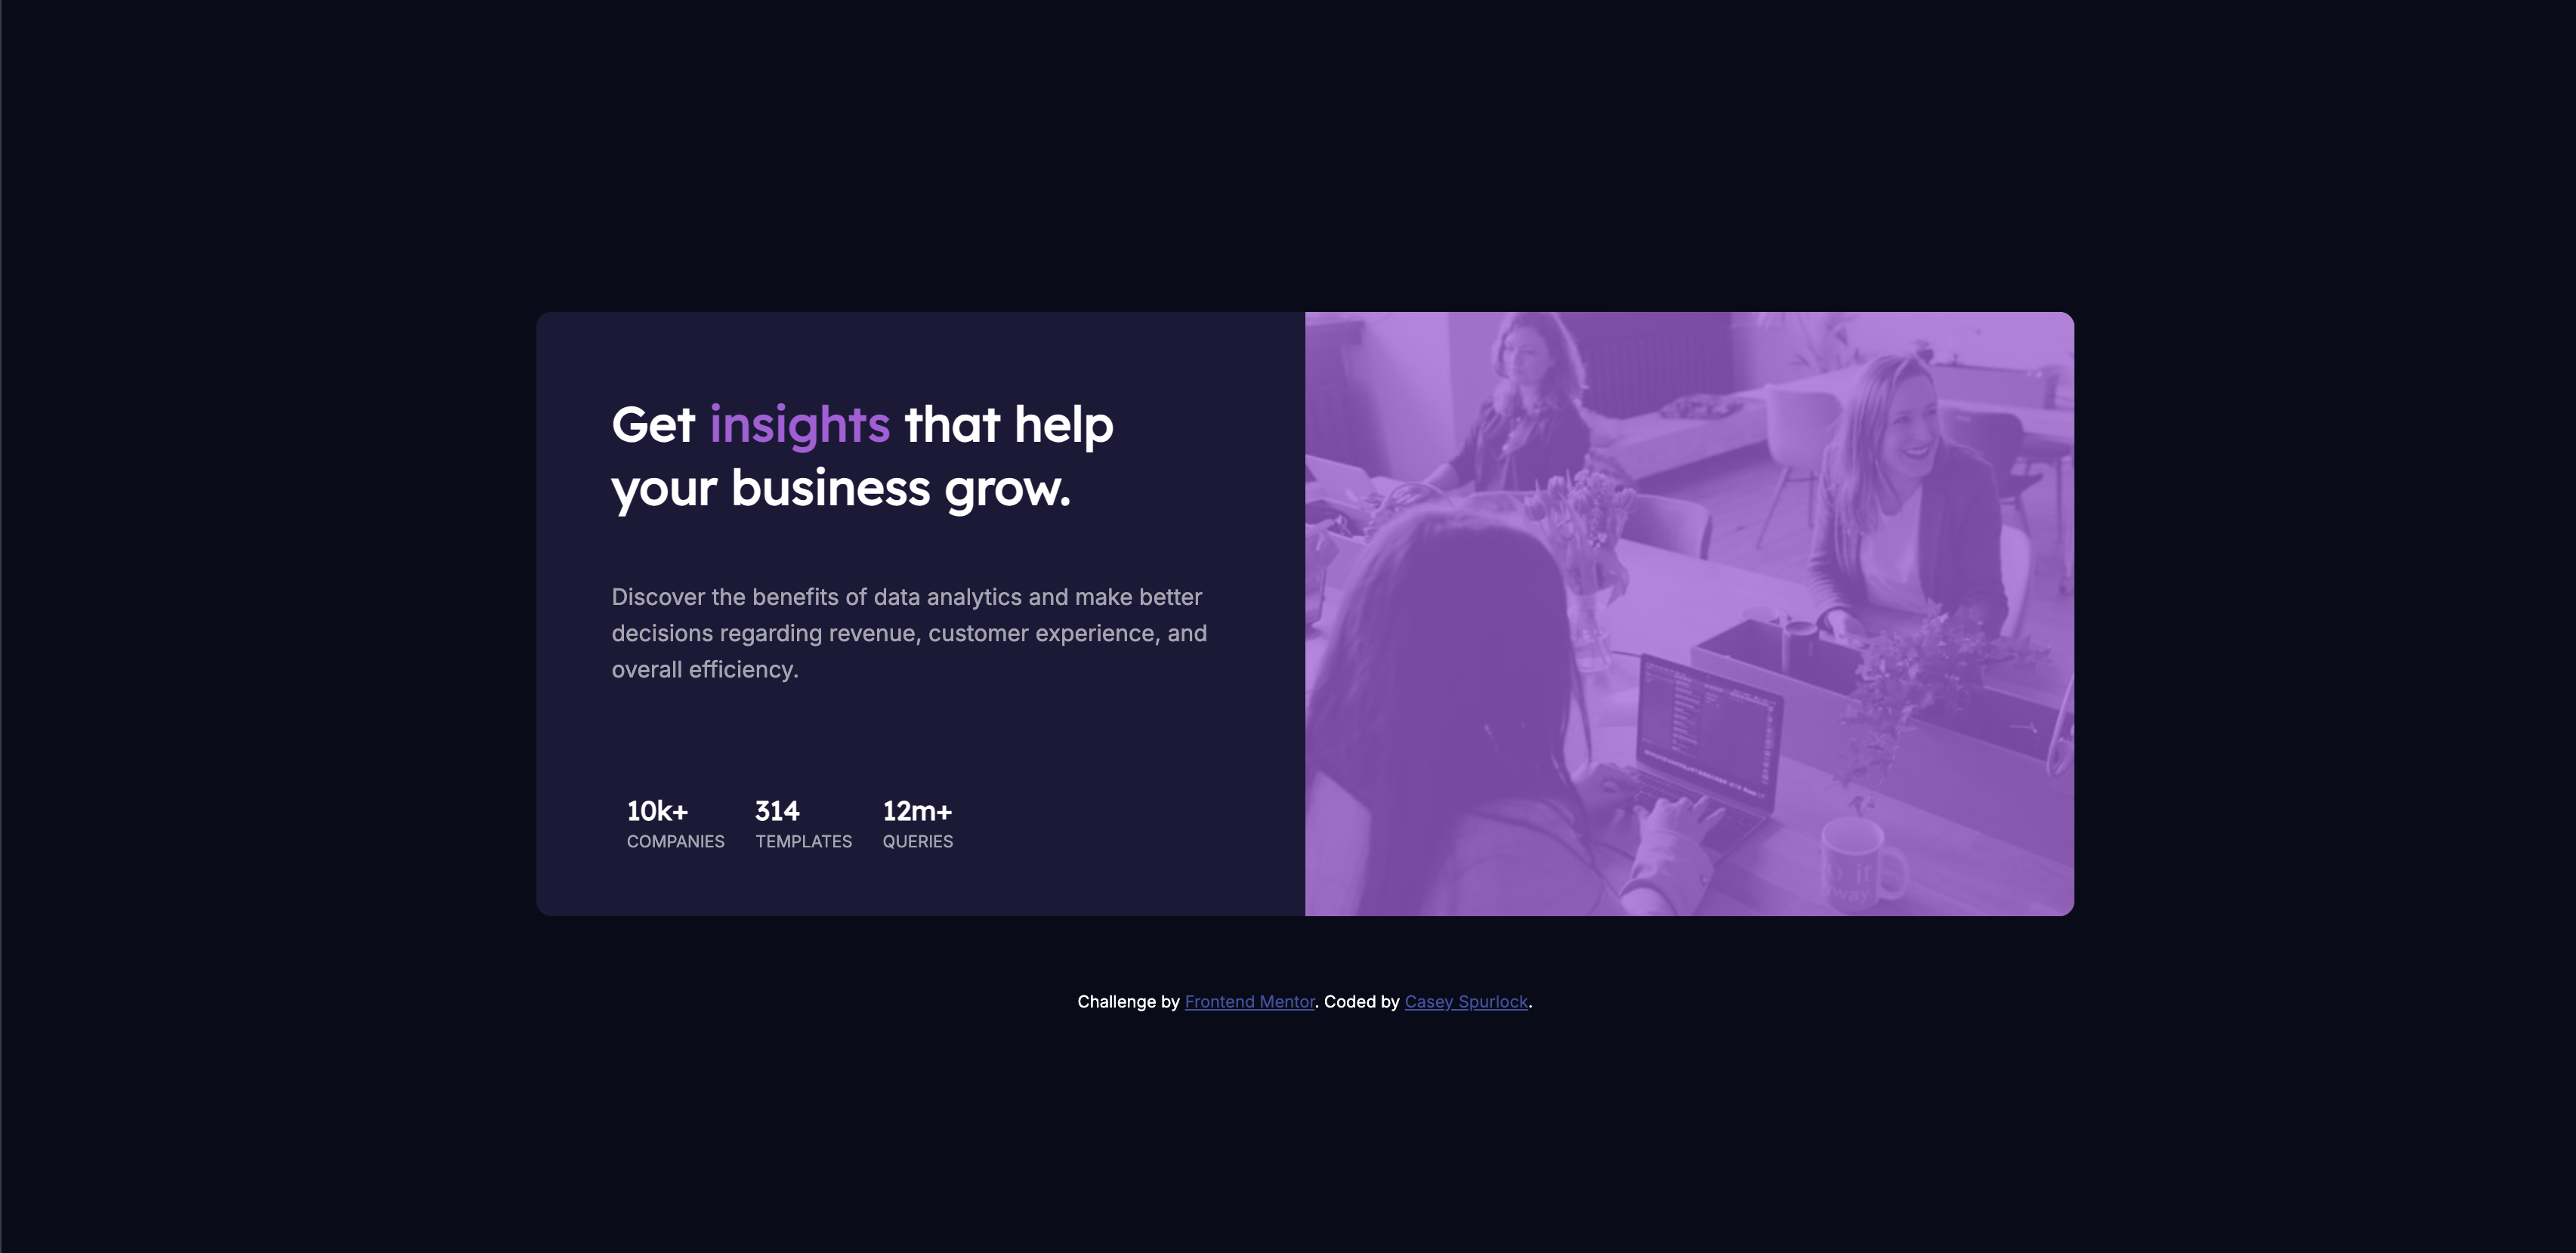 Get insights that help
your business grow.
Discover the benefits of data analytics and make better
decisions regarding revenue, customer experience, and
overall efficiency.
10k+ 314 12m+
COMPANIES TEMPLATES QUERIES
Challenge by Frontend Mentor. Coded by Casey Spurlock.